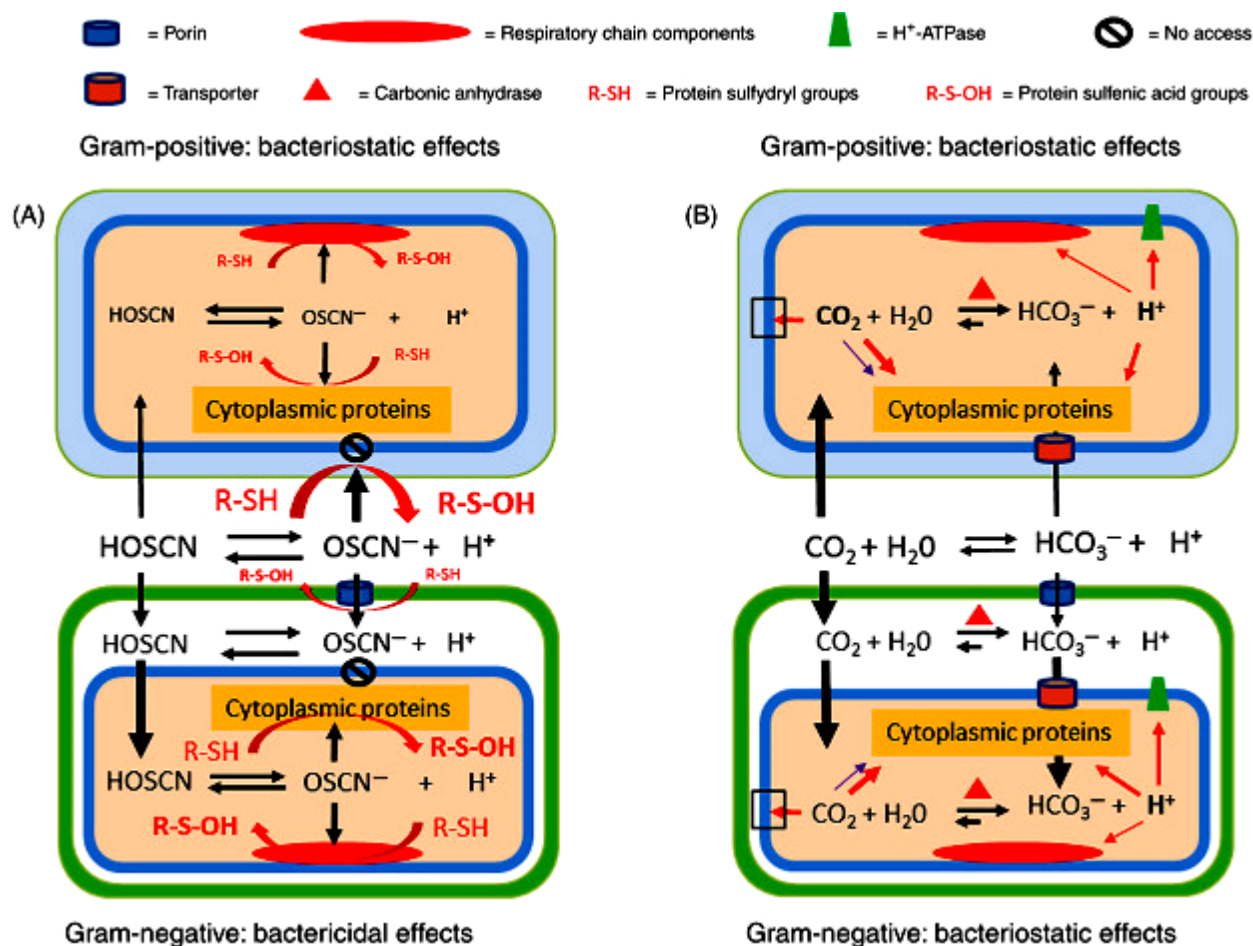 = Porin = Respiratory chain components = H⁺-ATPase = No access
= Transporter = Carbonic anhydrase R-SH = Protein sulfydryl groups R-S-OH = Protein sulfenic acid groups
Gram-positive: bacteriostatic effects
(A)
R-SH R-S-OH
HOSCN OSCN⁻ + H⁺
R-S-OH R-SH
Cytoplasmic proteins
R-SH R-S-OH
HOSCN OSCN⁻ + H⁺
R-S-OH R-SH
HOSCN OSCN⁻ + H⁺
Cytoplasmic proteins
R-SH R-S-OH
HOSCN OSCN⁻ + H⁺
R-S-OH R-SH
Gram-negative: bactericidal effects
Gram-positive: bacteriostatic effects
(B)
CO₂ + H₂0 HCO₃⁻ + H⁺
Cytoplasmic proteins
CO₂ + H₂0 HCO₃⁻ + H⁺
CO₂ + H₂0 HCO₃⁻ + H⁺
Cytoplasmic proteins
CO₂ + H₂0 HCO₃⁻ + H⁺
Gram-negative: bacteriostatic effects